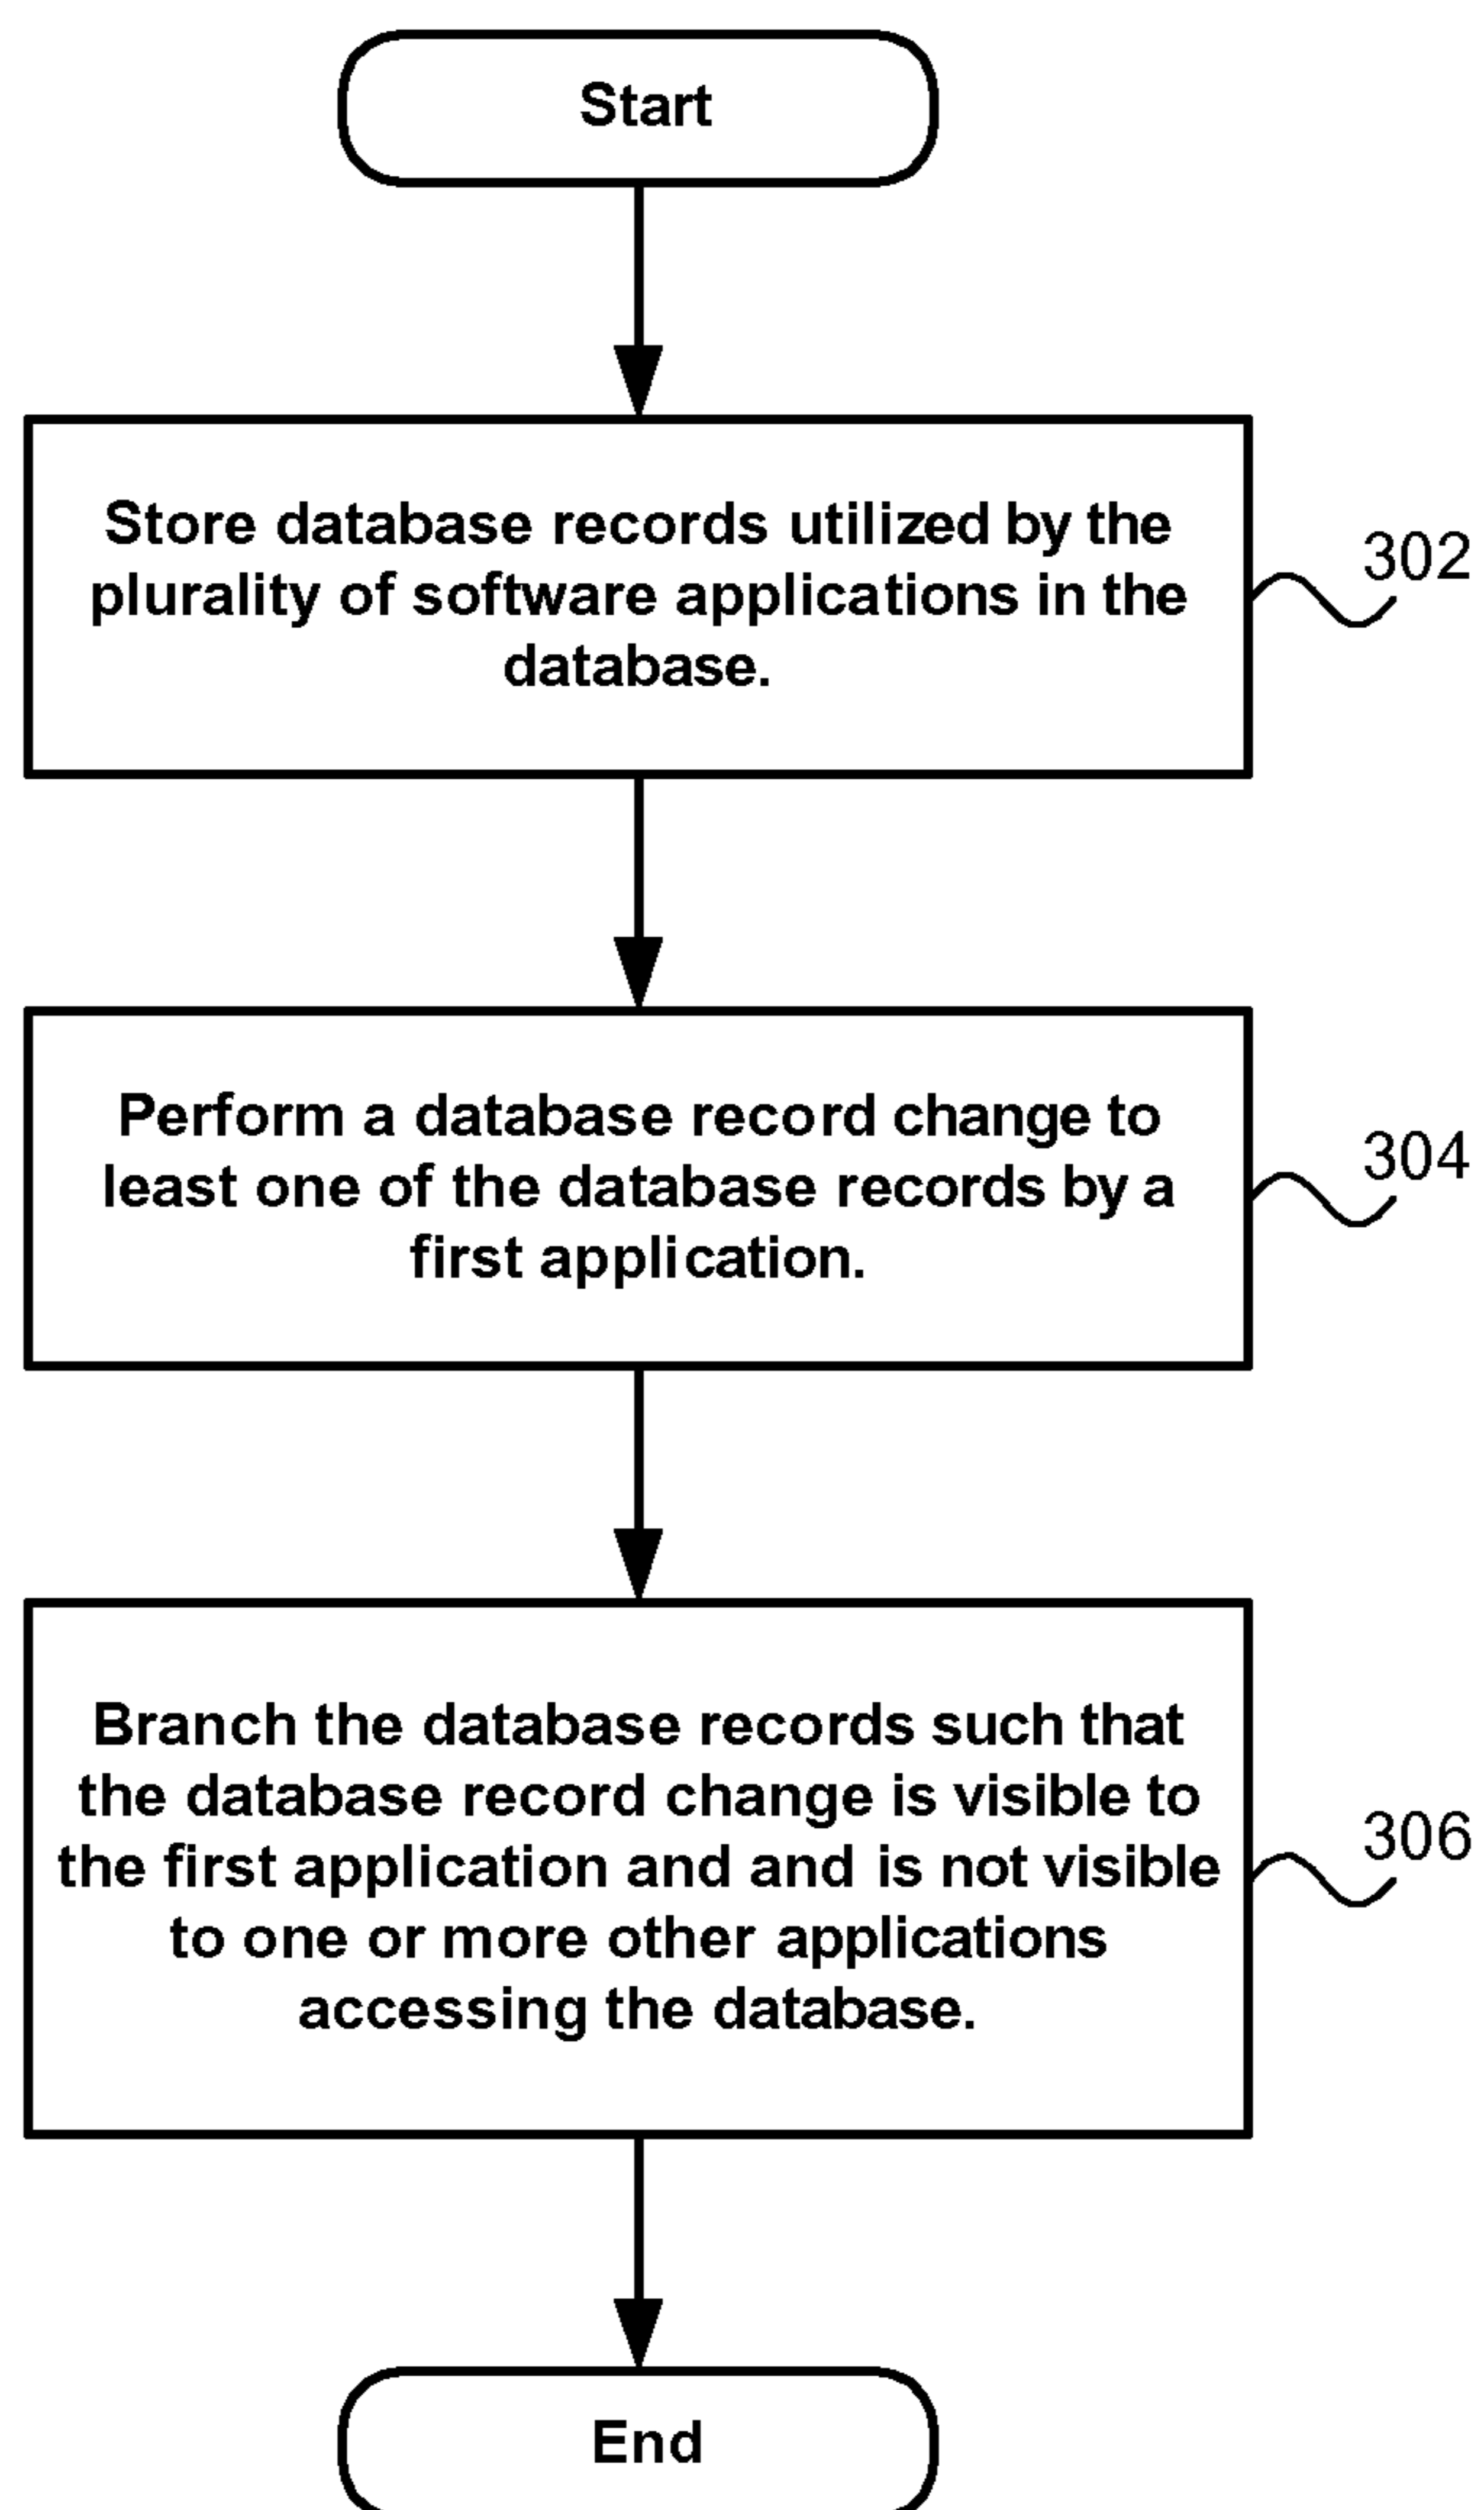 Start
Store database records utilized by the
plurality of software applications in the
database.
302
Perform a database record change to
least one of the database records by a
first application.
304
Branch the database records such that
the database record change is visible to
the first application and and is not visible
to one or more other applications
accessing the database.
306
End